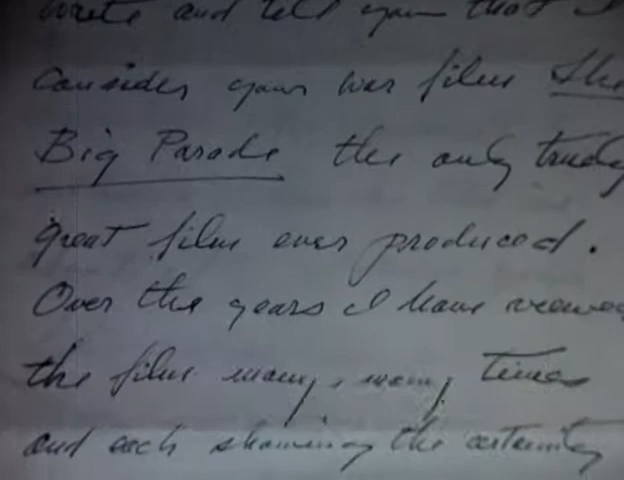 write and tell you that I
consider your war film The
Big Parade the only truly
great film ever produced.
Over the years I have viewed
the film many, many times
and each showing the certainty